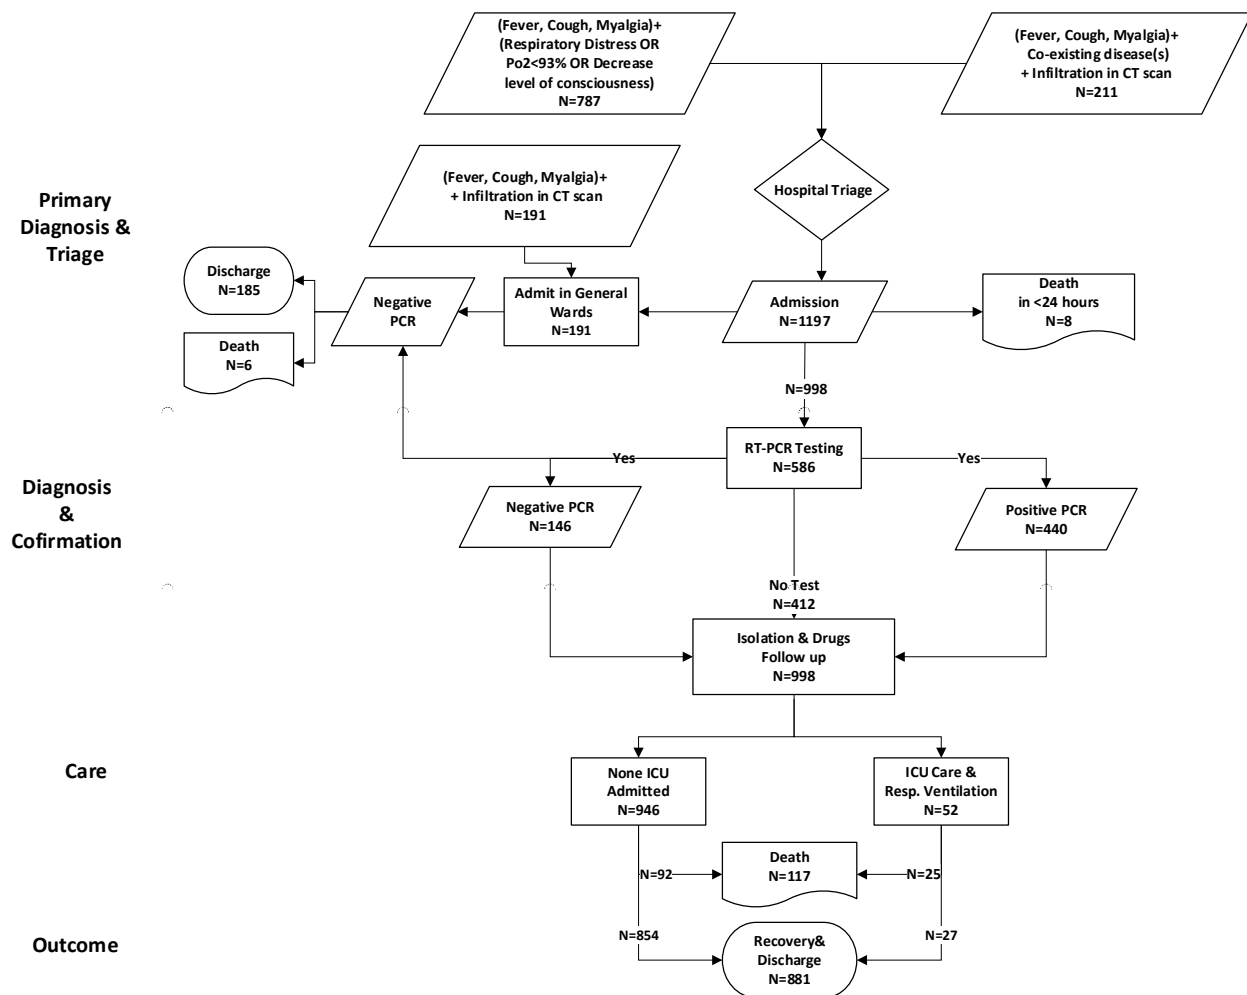 (Fever, Cough, Myalgia)+
(Respiratory Distress OR
Po2<93% OR Decrease
level of consciousness)
N=787
(Fever, Cough, Myalgia)+
Co-existing disease(s)
+ Infiltration in CT scan
N=211
Primary
Diagnosis &
Triage
(Fever, Cough, Myalgia)+
+ Infiltration in CT scan
N=191
Hospital Triage
Discharge
N=185
Death
N=6
Negative
PCR
Admit in General
Wards
N=191
Admission
N=1197
Death
in <24 hours
N=8
N=998
Diagnosis
&
Cofirmation
Yes
RT-PCR Testing
N=586
Yes
Negative PCR
N=146
Positive PCR
N=440
No Test
N=412
Isolation & Drugs
Follow up
N=998
Care
None ICU
Admitted
N=946
ICU Care &
Resp. Ventilation
N=52
N=92
Death
N=117
N=25
Outcome
N=854
Recovery&
Discharge
N=881
N=27